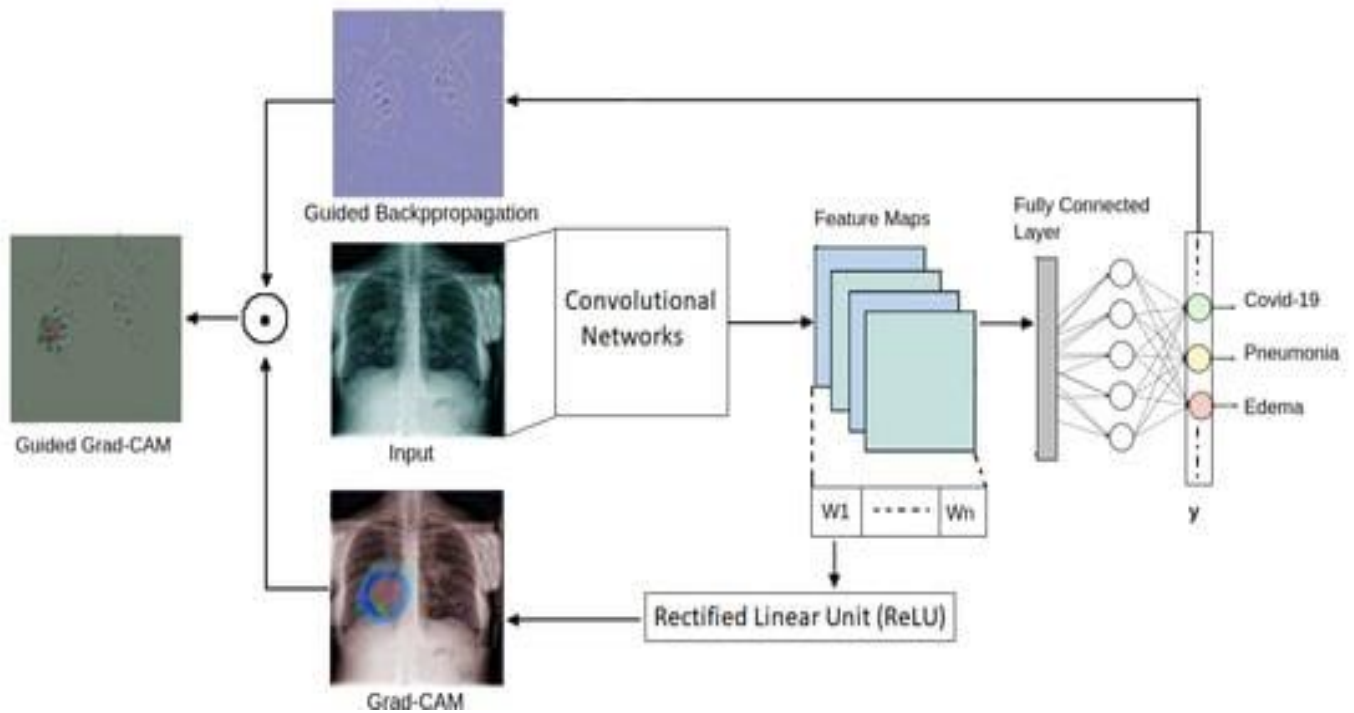 Guided Backppropagation
Feature Maps
Fully Connected
Layer
Convolutional
Networks
Covid-19
Pneumonia
Edema
Guided Grad-CAM
Input
W1
Wn
y
Rectified Linear Unit (ReLU)
Grad-CAM